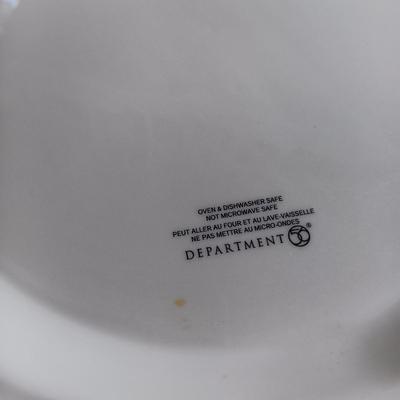 OVEN & DISHWASHER SAFE
NOT MICROWAVE SAFE
PEUT ALLER AU FOUR ET AU LAVE-VAISSELLE
NE PAS METTRE AU MICRO-ONDES
DEPARTMENT 56®